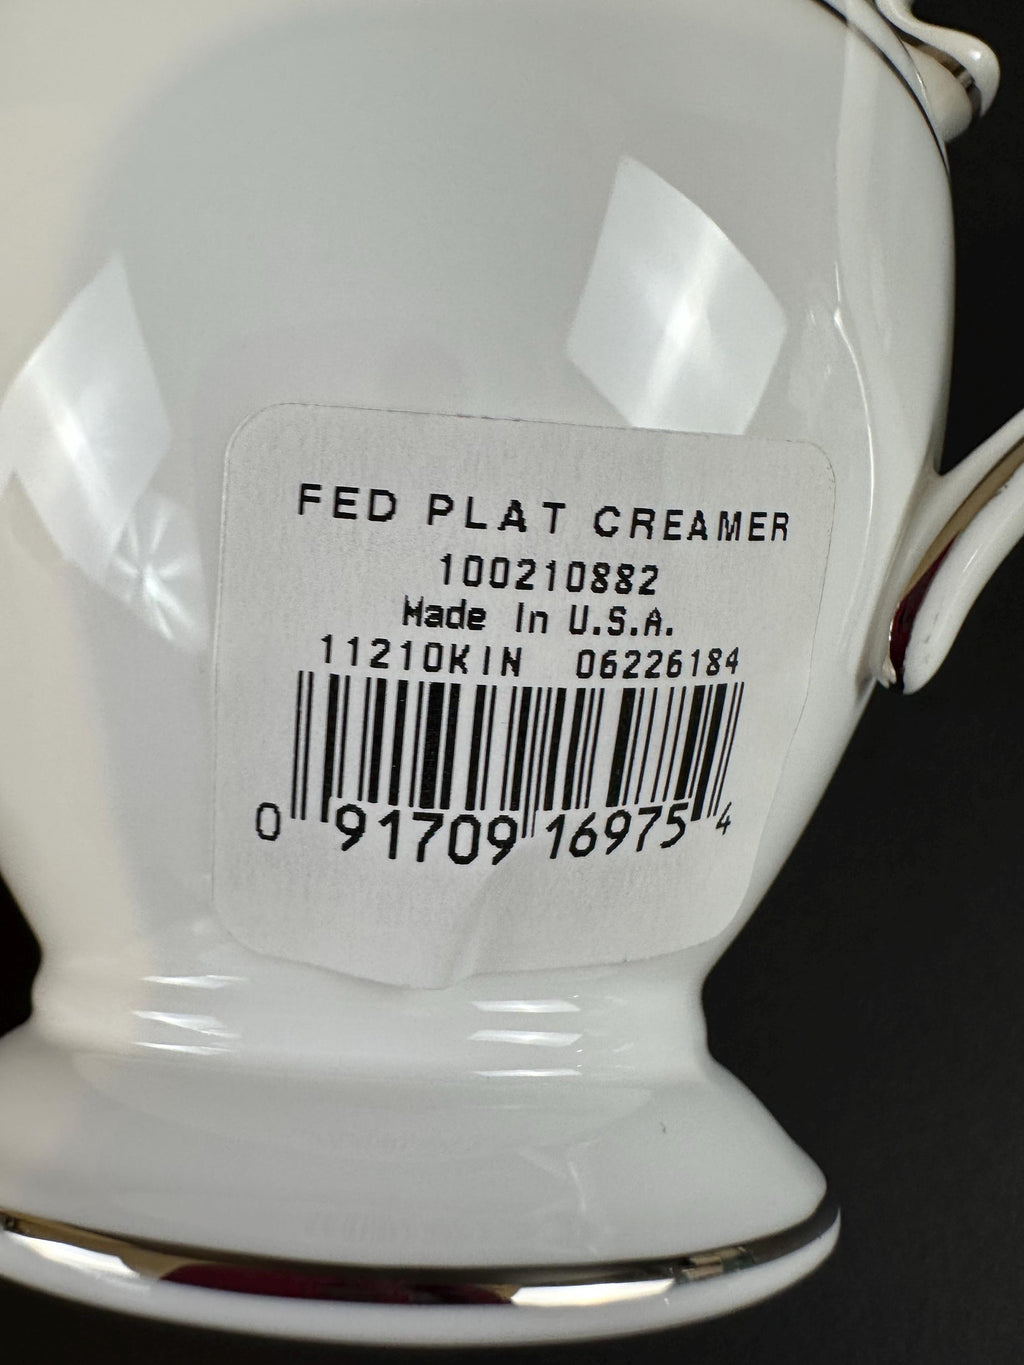 FED PLAT CREAMER
100210882
Made In U.S.A.
11210KIN 06226184
0 91709 16975 4